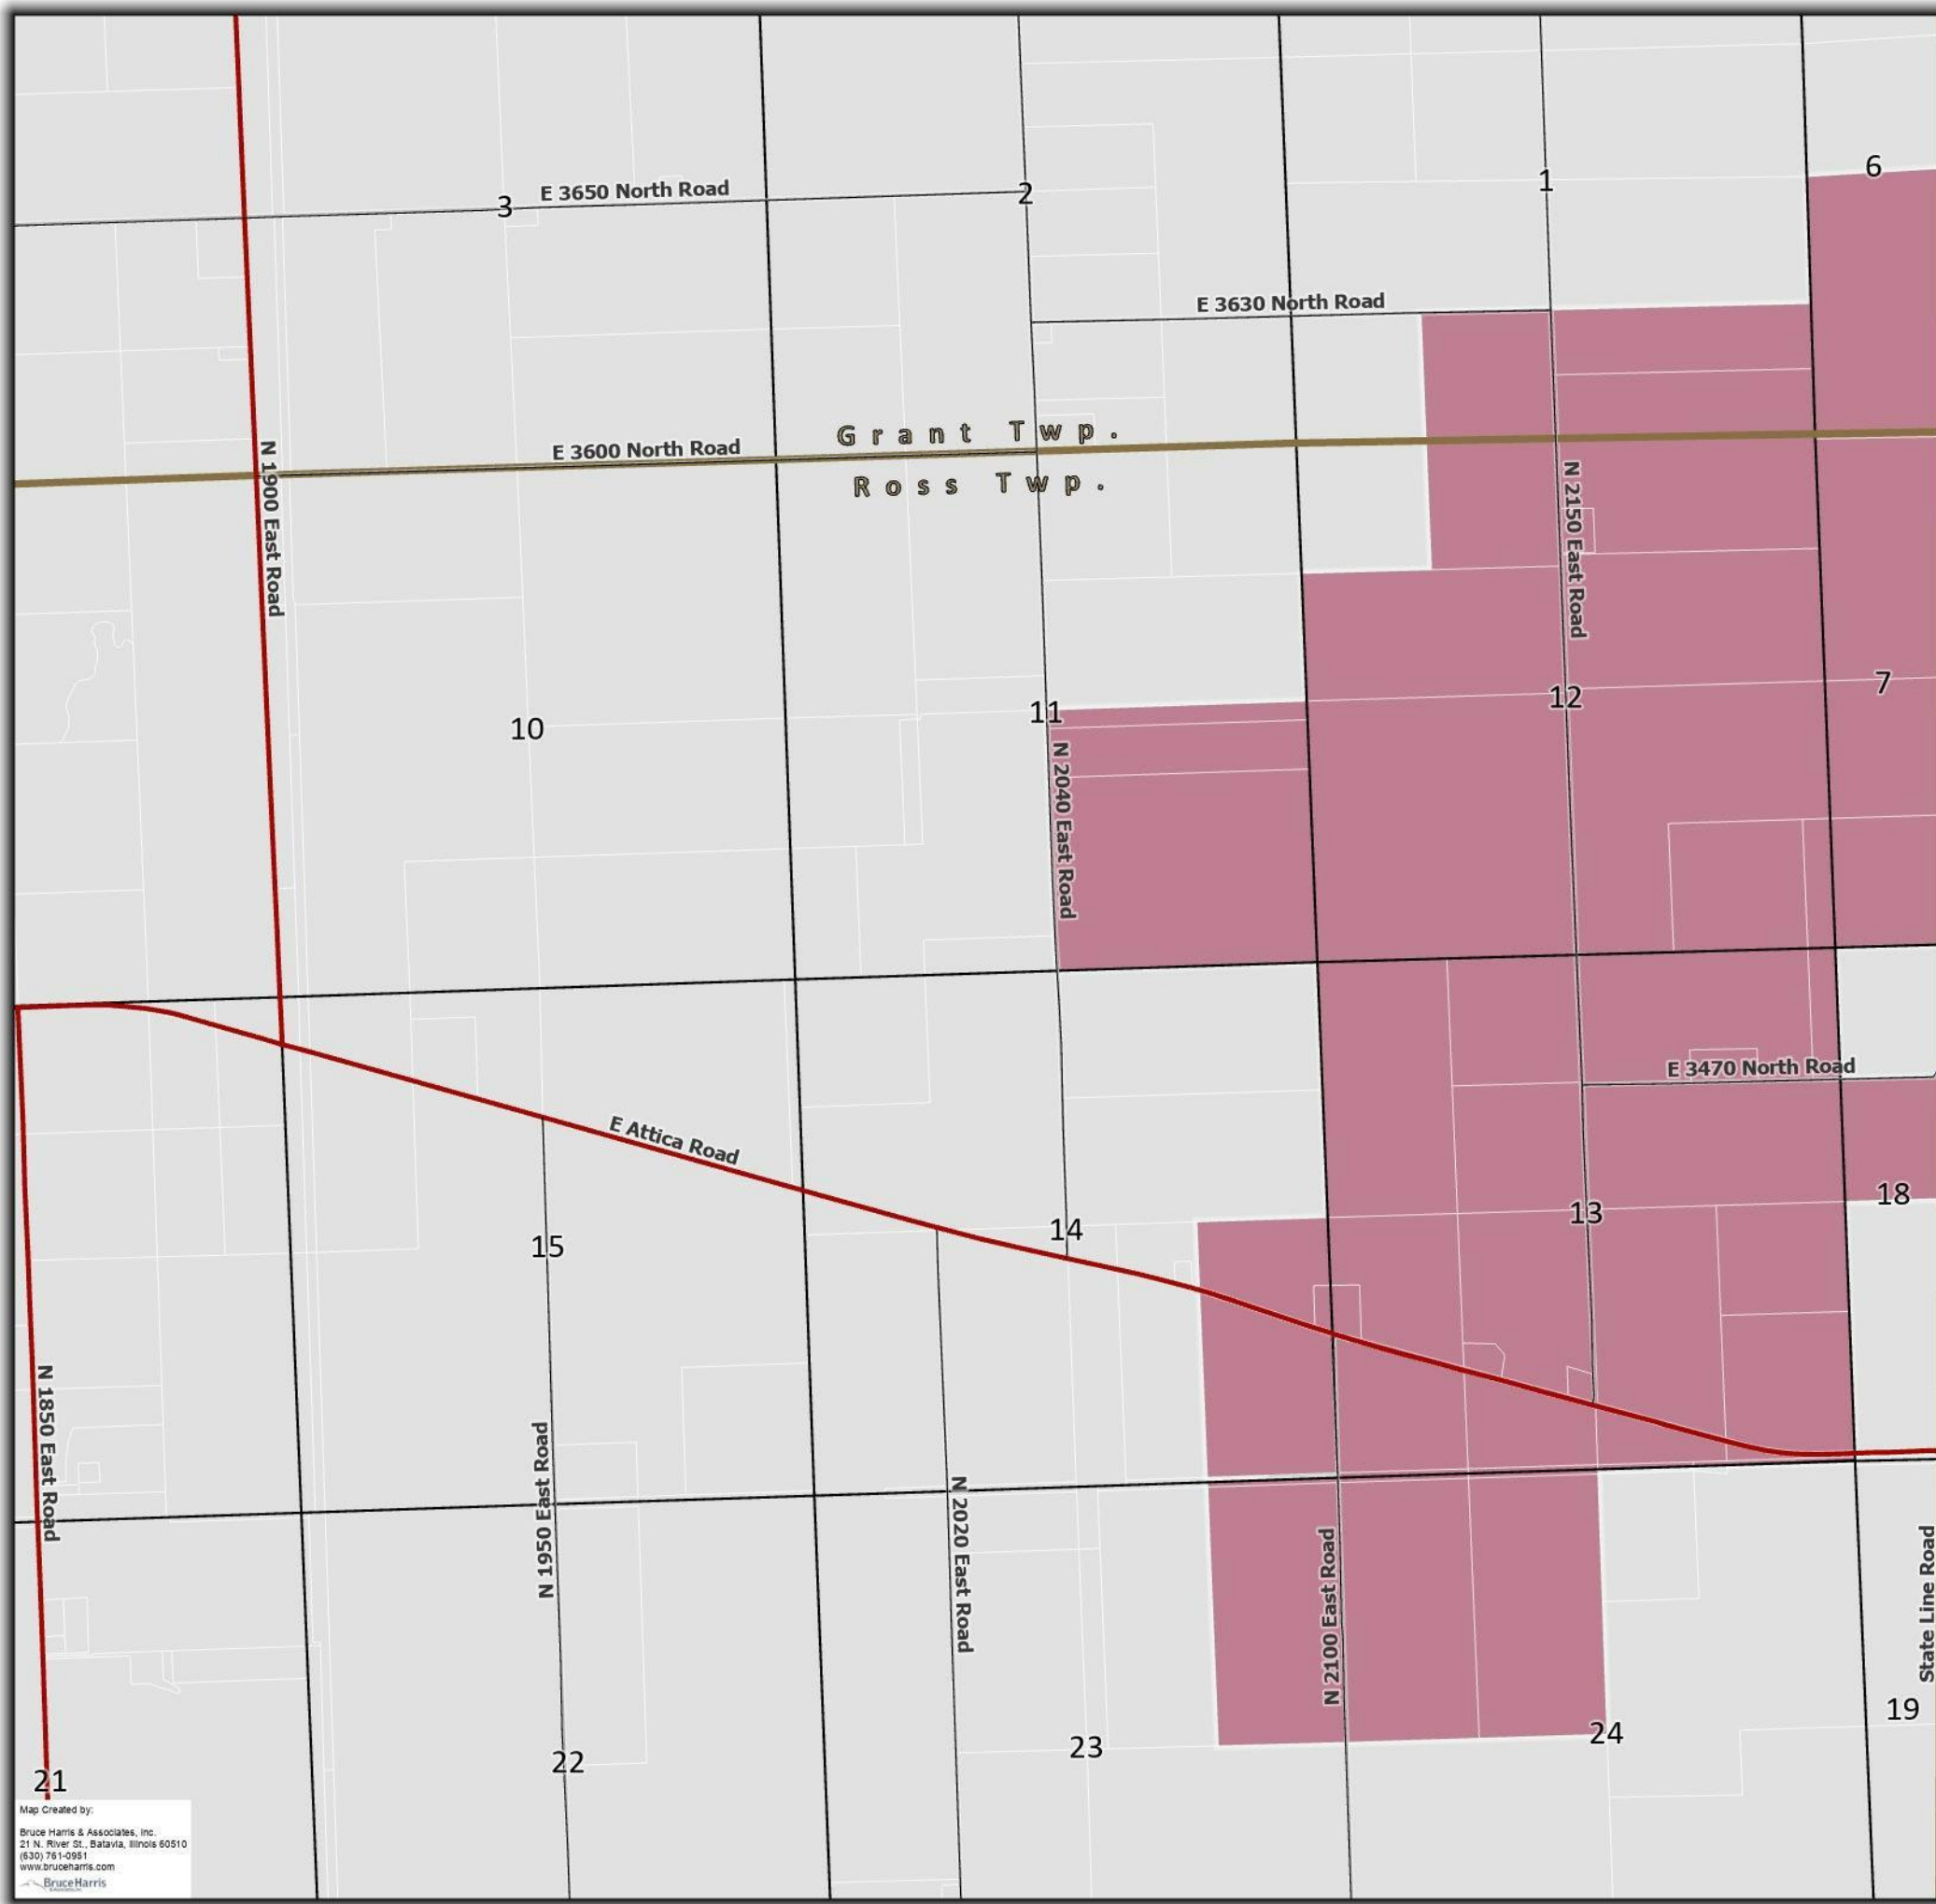 6
1
E 3650 North Road
2
3
E 3630 North Road
Grant Twp.
E 3600 North Road
Ross Twp.
N 1900 East Road
N 2150 East Road
7
12
11
10
N 2040 East Road
E 3470 North Road
E Attica Road
18
13
14
15
N 1850 East Road
N 1950 East Road
N 2020 East Road
N 2100 East Road
State Line Road
19
24
23
22
21
Map Created by:
Bruce Harris & Associates, Inc.
21 N. River St., Batavia, Illinois 60510
(630) 761-0951
www.bruceharris.com
BruceHarris